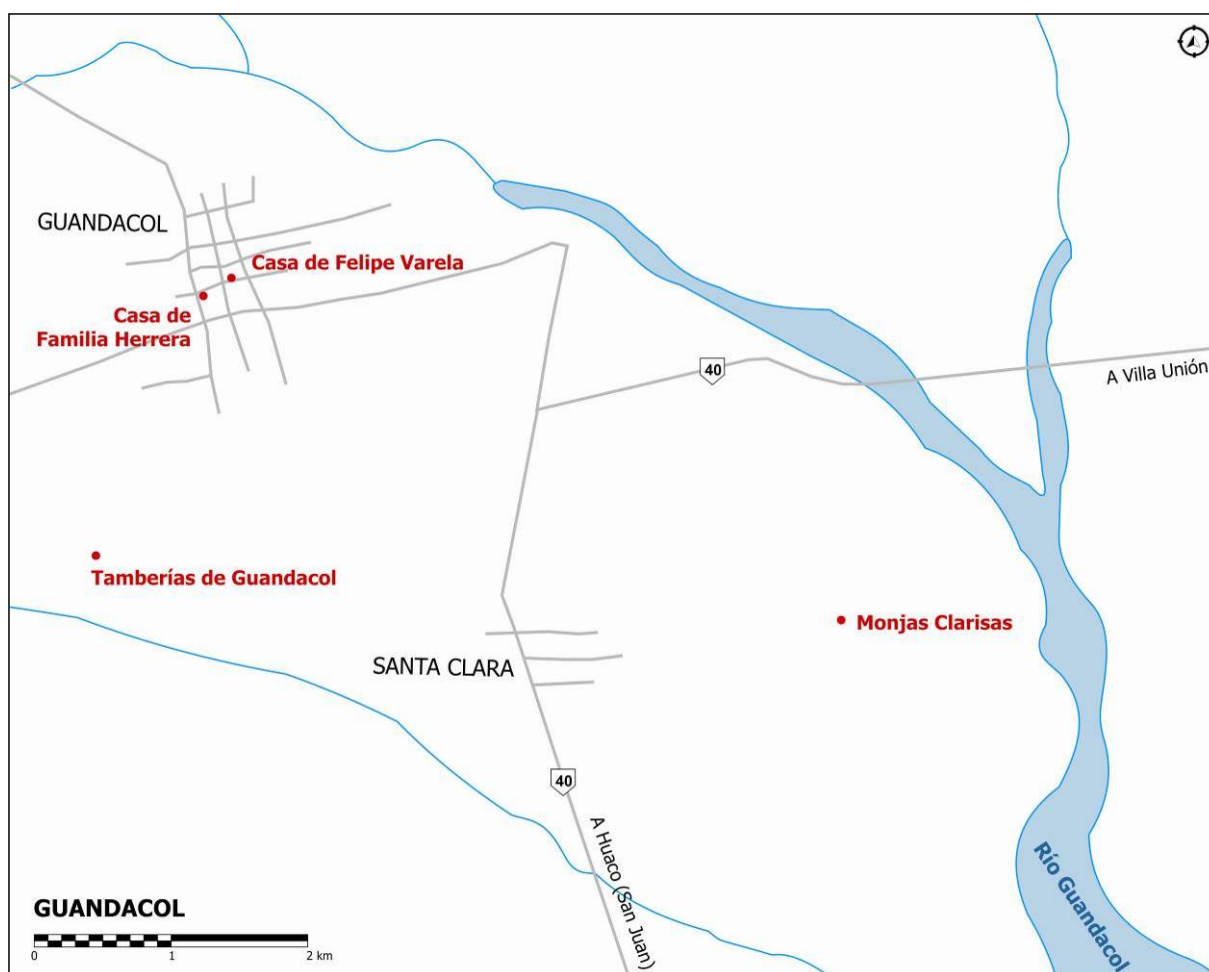 GUANDACOL
Casa de Felipe Varela
Casa de
Familia Herrera
40
A Villa Unión
Tamberías de Guandacol
Monjas Clarisas
SANTA CLARA
40
A Huaco (San Juan)
Río Guandacol
GUANDACOL
0 1 2 km